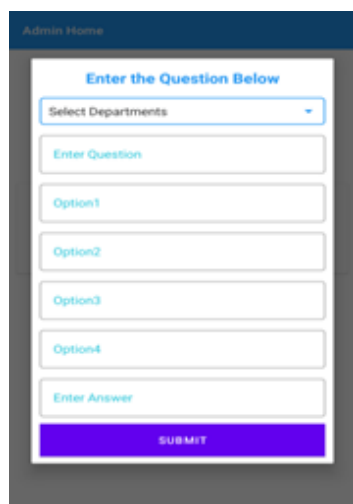 Admin Home
Enter the Question Below
Select Departments
Enter Question
Option1
Option2
Option3
Option4
Enter Answer
SUBMIT